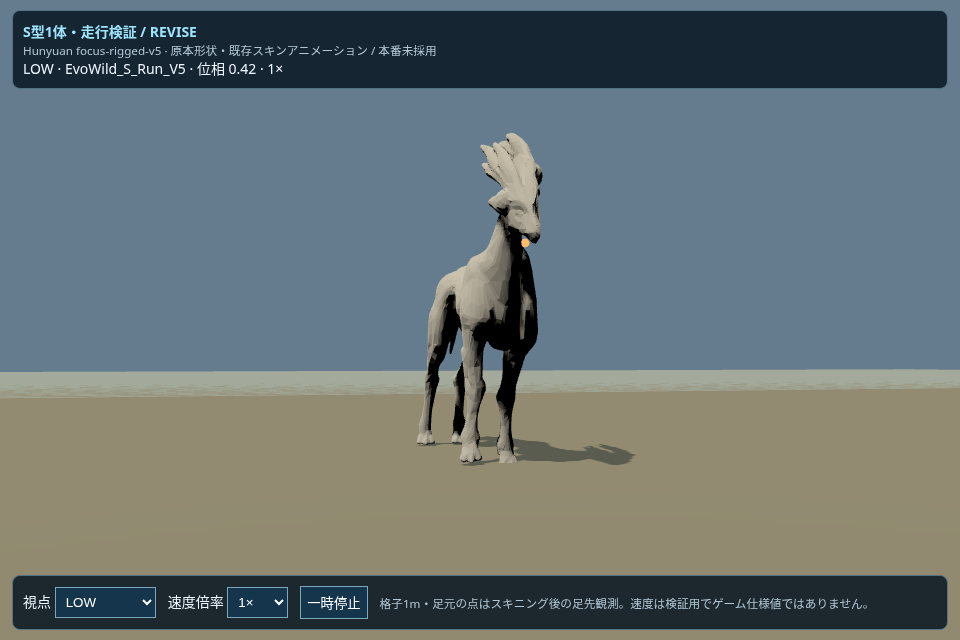 S型1体・走行検証 / REVISE
Hunyuan focus-rigged-v5 · 原本形状・既存スキンアニメーション / 本番未採用
LOW · EvoWild_S_Run_V5 · 位相 0.42 · 1×
視点 LOW 速度倍率 1× 一時停止 格子1m・足元の点はスキニング後の足先観測。速度は検証用でゲーム仕様値ではありません。